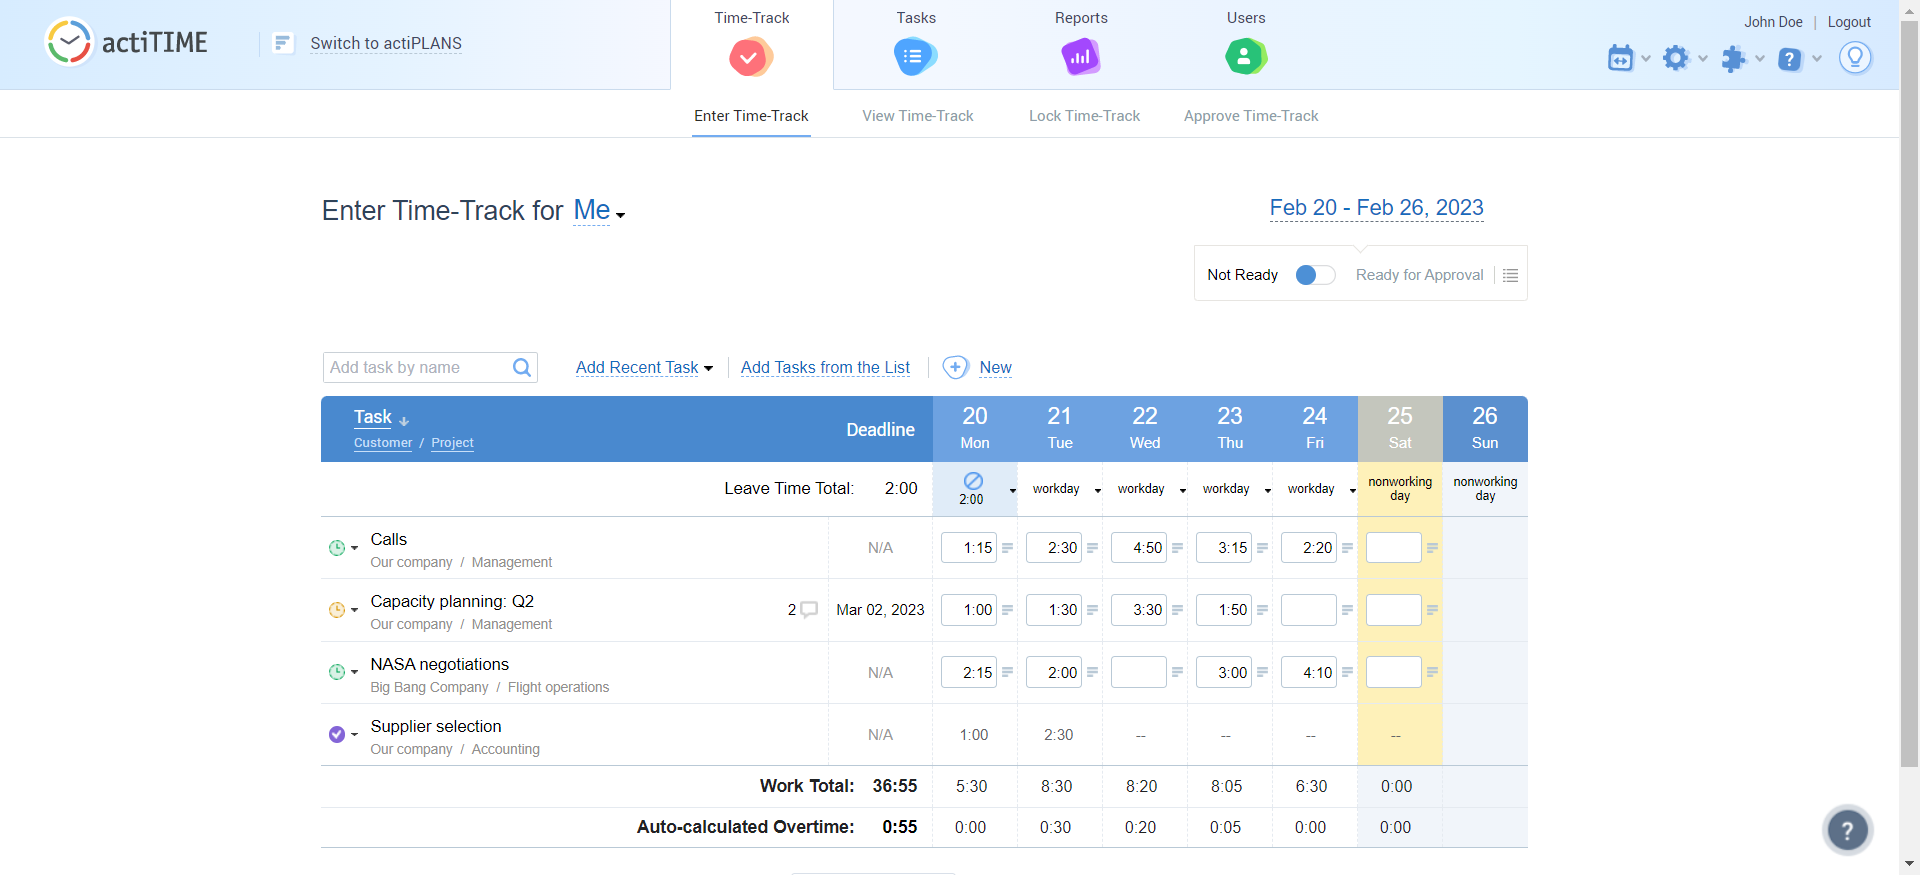 actiTIME
Switch to actiPLANS
Time-Track Tasks Reports Users
John Doe | Logout
Enter Time-Track View Time-Track Lock Time-Track Approve Time-Track
Enter Time-Track for Me
Feb 20 - Feb 26, 2023
Not Ready Ready for Approval
Add task by name Add Recent Task Add Tasks from the List New
Task Deadline 20 21 22 23 24 25 26
Customer / Project Mon Tue Wed Thu Fri Sat Sun
Leave Time Total: 2:00 2:00 workday workday workday workday nonworking day nonworking day
Calls N/A 1:15 2:30 4:50 3:15 2:20
Our company / Management
Capacity planning: Q2 2 Mar 02, 2023 1:00 1:30 3:30 1:50
Our company / Management
NASA negotiations N/A 2:15 2:00 3:00 4:10
Big Bang Company / Flight operations
Supplier selection N/A 1:00 2:30 -- -- -- --
Our company / Accounting
Work Total: 36:55 5:30 8:30 8:20 8:05 6:30 0:00
Auto-calculated Overtime: 0:55 0:00 0:30 0:20 0:05 0:00 0:00
?